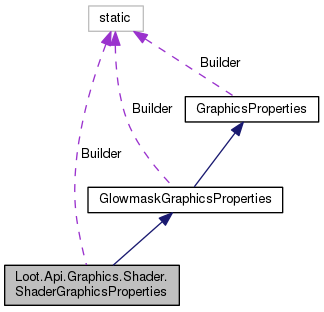 static
Builder
GraphicsProperties
Builder
Builder
GlowmaskGraphicsProperties
Loot.Api.Graphics.Shader.
ShaderGraphicsProperties